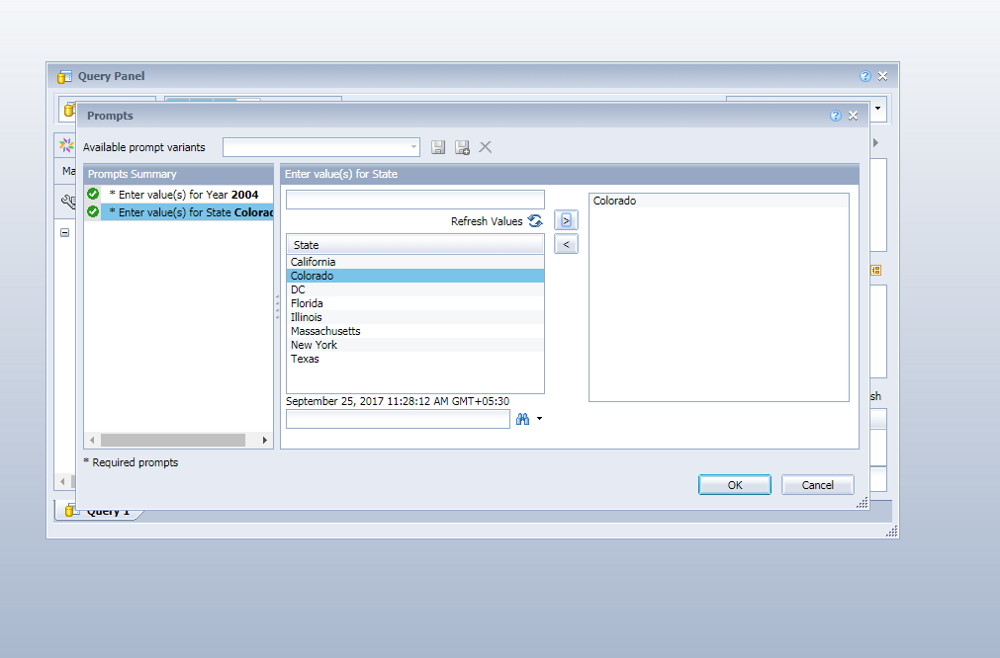 Query Panel
Prompts
Available prompt variants
Ma
Prompts Summary
Enter value(s) for State
* Enter value(s) for Year 2004
* Enter value(s) for State Colorad
Refresh Values
>
<
Colorado
State
California
Colorado
DC
Florida
Illinois
Massachusetts
New York
Texas
September 25, 2017 11:28:12 AM GMT+05:30
sh
* Required prompts
OK
Cancel
Query 1